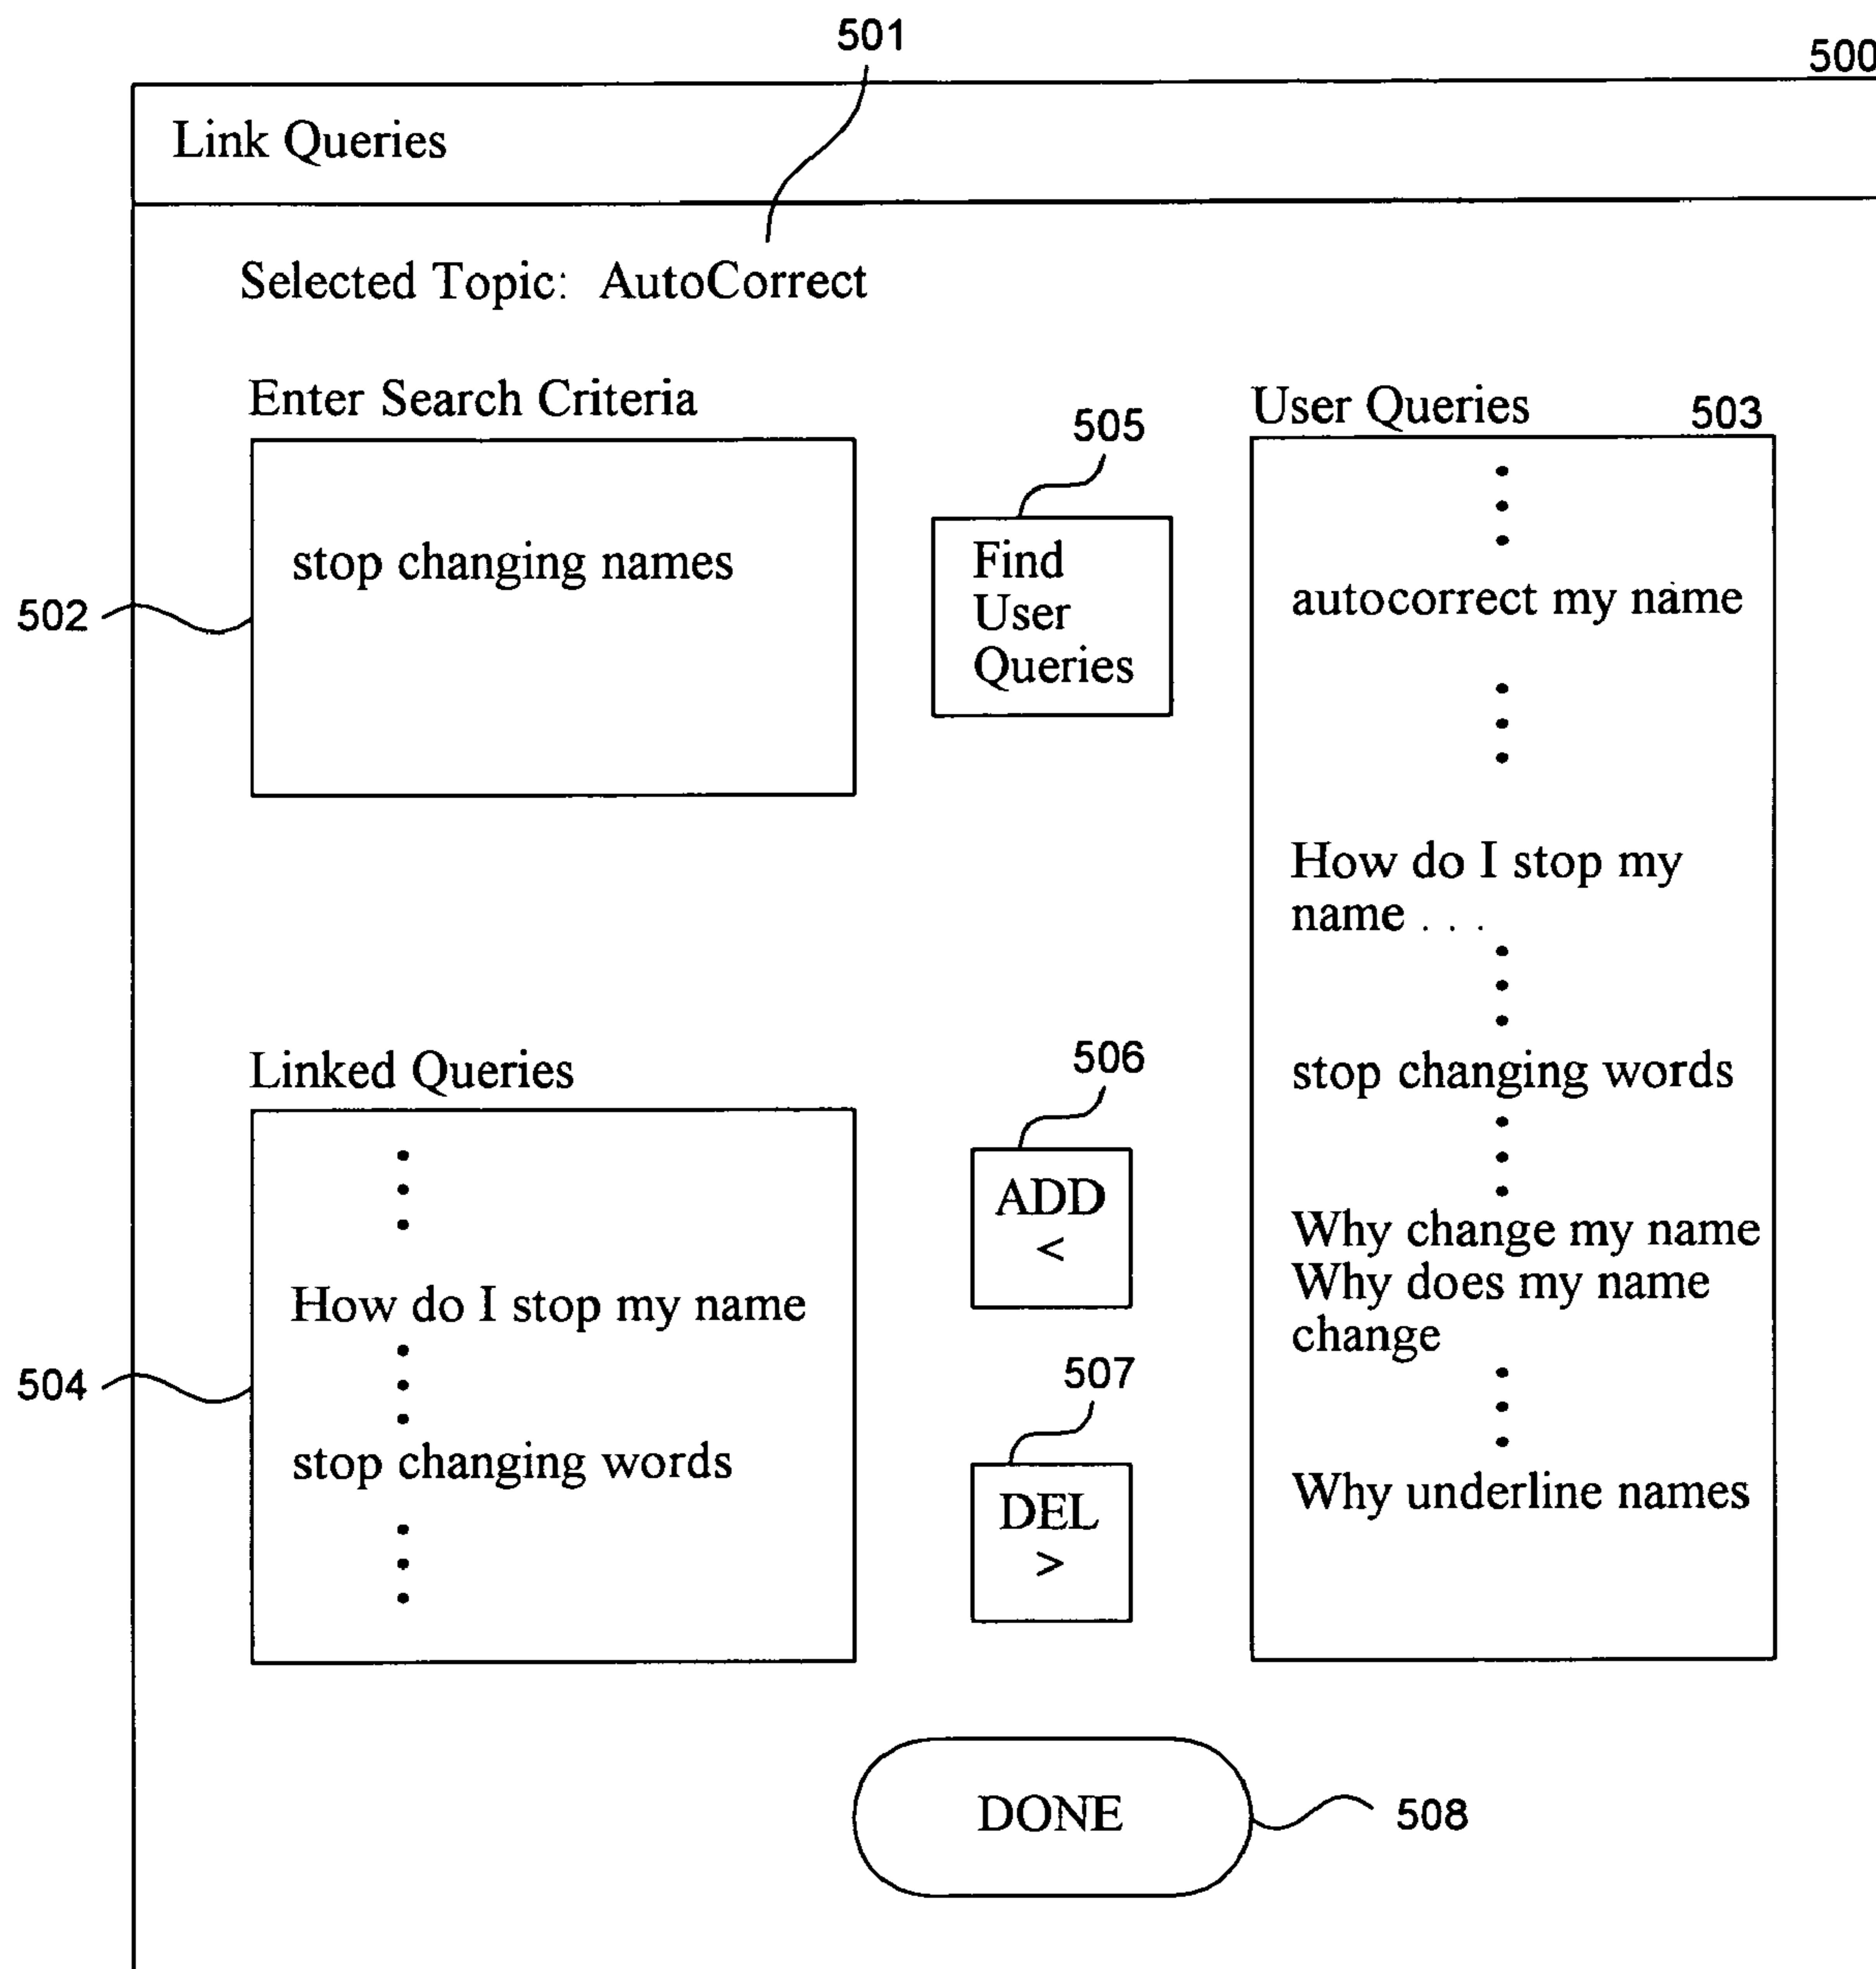 501
500
Link Queries
Selected Topic: AutoCorrect
Enter Search Criteria
stop changing names
502
505
Find
User
Queries
User Queries
503
autocorrect my name
How do I stop my
name . . .
stop changing words
Why change my name
Why does my name
change
Why underline names
Linked Queries
How do I stop my name
stop changing words
504
506
ADD
<
507
DEL
>
DONE
508